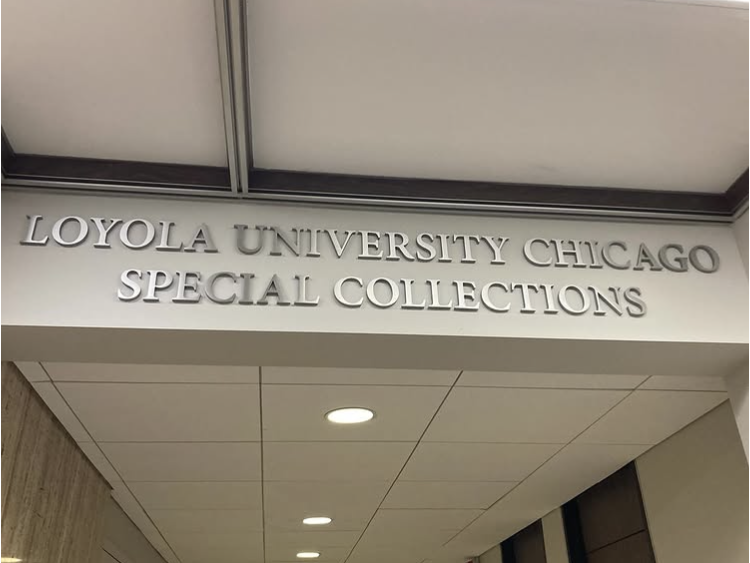 LOYOLA UNIVERSITY CHICAGO
SPECIAL COLLECTIONS